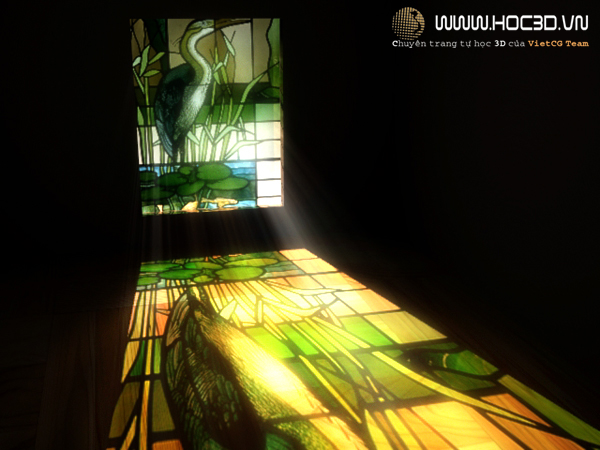 WWW.HOC3D.VN
Chuyên trang tự học 3D của VietCG Team